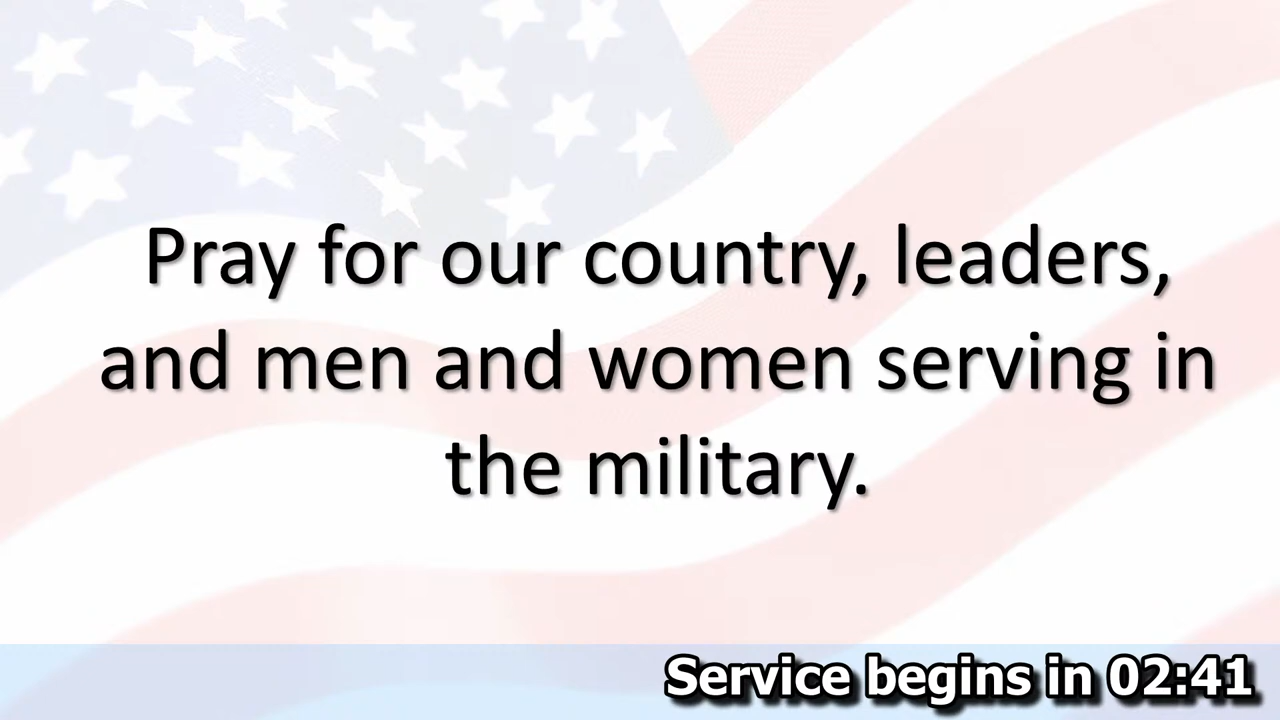 Pray for our country, leaders,
and men and women serving in
the military.
Service begins in 02:41